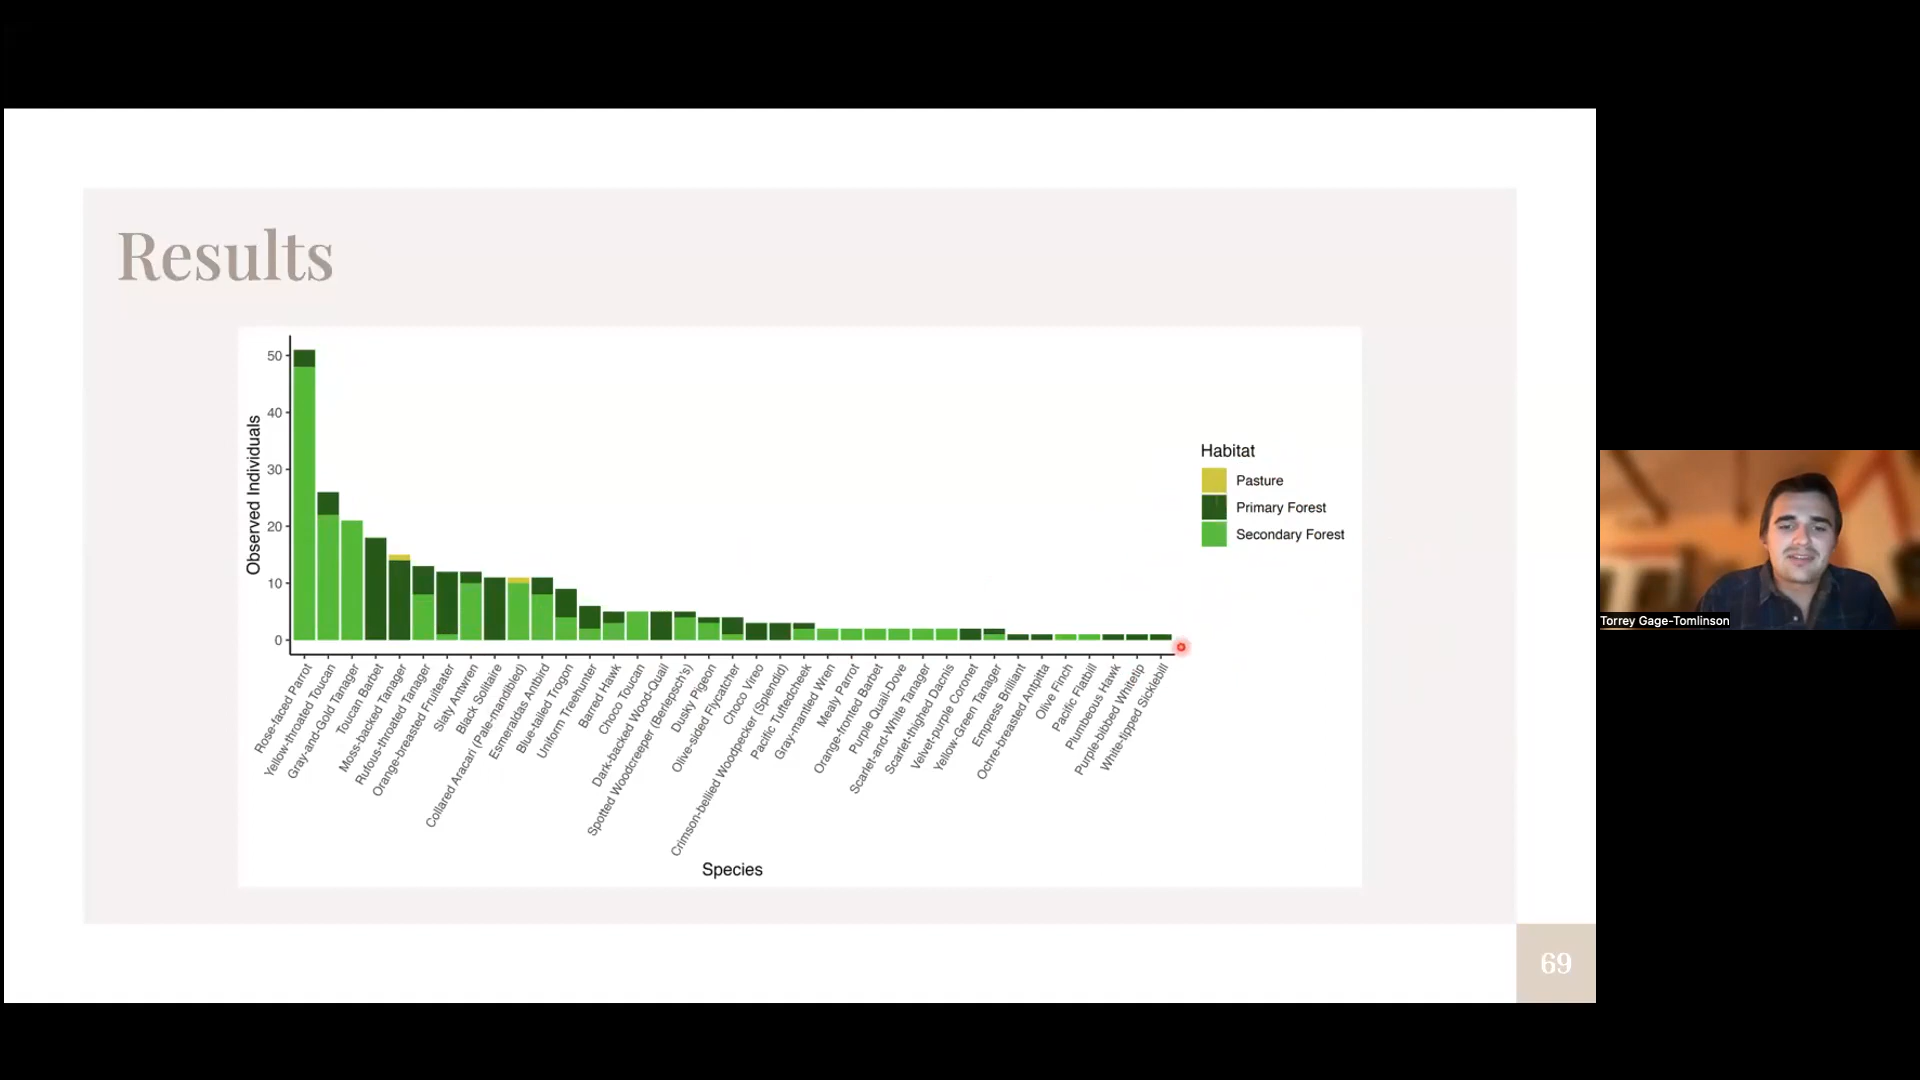 Results
Observed Individuals
50
40
30
20
10
0
Habitat
Pasture
Primary Forest
Secondary Forest
Rose-faced Parrot
Yellow-throated Toucan
Gray-and-Gold Tanager
Toucan Barbet
Moss-backed Tanager
Rufous-throated Tanager
Orange-breasted Fruiteater
Slaty Antwren
Black Solitaire
Collared Aracari (Pale-mandibled)
Esmeraldas Antbird
Blue-tailed Trogon
Uniform Treehunter
Barred Hawk
Choco Toucan
Dark-backed Wood-Quail
Spotted Woodcreeper (Berlepsch's)
Dusky Pigeon
Olive-sided Flycatcher
Choco Vireo
Crimson-bellied Woodpecker (Splendid)
Pacific Tuftedcheek
Gray-mantled Wren
Mealy Parrot
Orange-fronted Barbet
Purple Quail-Dove
Scarlet-and-White Tanager
Scarlet-thighed Dacnis
Velvet-purple Coronet
Yellow-Green Tanager
Empress Brilliant
Ochre-breasted Antpitta
Olive Finch
Pacific Flatbill
Plumbeous Hawk
Purple-bibbed Whitetip
White-tipped Sicklebill
Species
69
Torrey Gage-Tomlinson